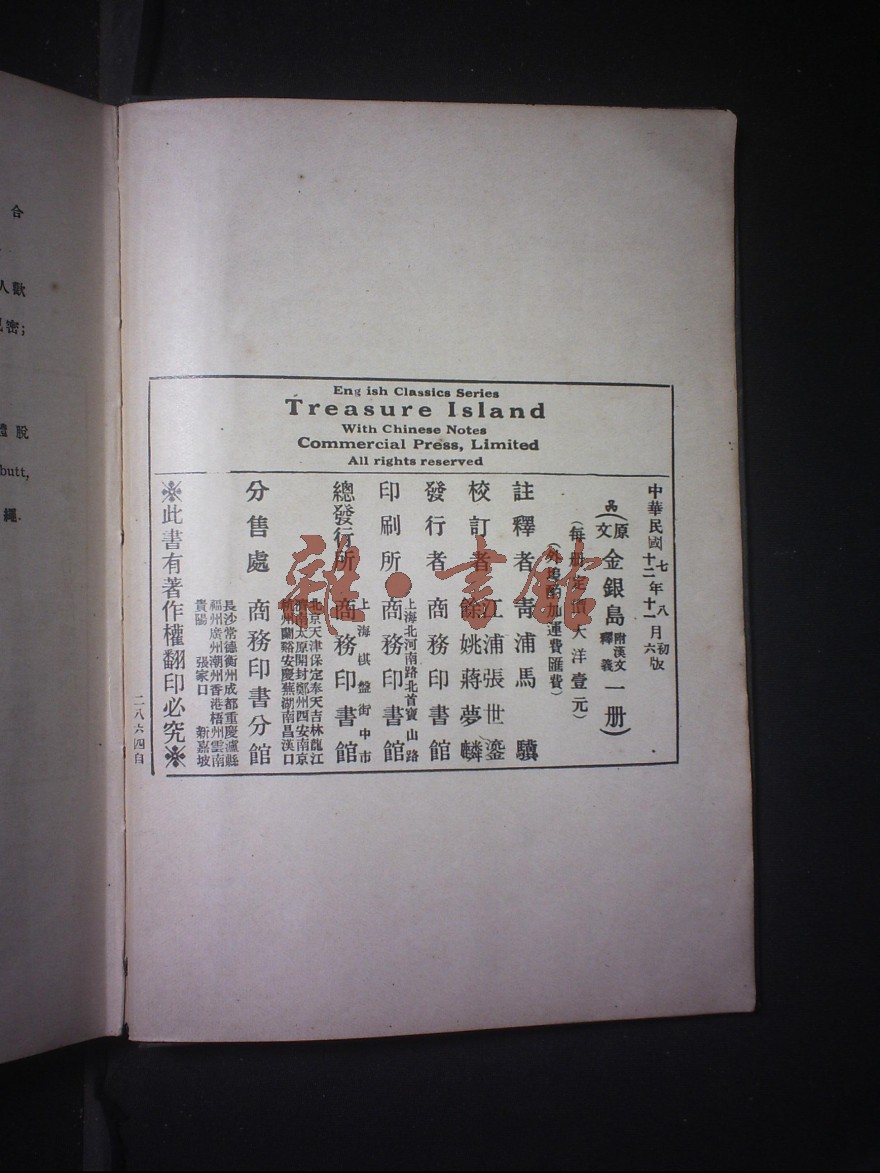 合
人歡
密;
脫
butt,
繩.
Eng ish Classics Series
Treasure Island
With Chinese Notes
Commercial Press, Limited
All rights reserved
中華民國七年八月初版
十二年十一月六版
(原文金銀島附漢文釋義一册)
(每册定價大洋壹元)
(外埠酌加運費匯費)
註釋者 青浦馬驥
校訂者 江浦張世鎏
餘姚蔣夢麟
發行者 商務印書館
印刷所 上海北河南路北首寶山路
商務印書館
總發行所 上海棋盤街中市
商務印書館
分售處 北京天津保定奉天吉林龍江
濟南太原開封鄭州西安南京
杭州蘭谿安慶蕪湖南昌漢口
商務印書分館
長沙常德衡州成都重慶瀘縣
福州廣州潮州香港梧州雲南
貴陽 張家口 新嘉坡
※此書有著作權翻印必究※
二八六四自
雜·書館